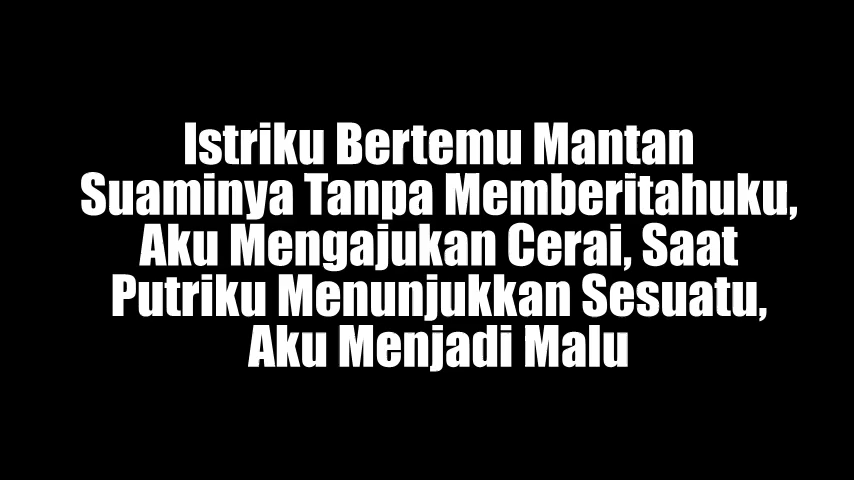 Istriku Bertemu Mantan
Suaminya Tanpa Memberitahuku,
Aku Mengajukan Cerai, Saat
Putriku Menunjukkan Sesuatu,
Aku Menjadi Malu